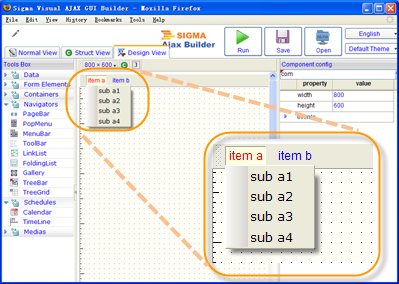 Sigma Visual AJAX GUI Builder - Mozilla Firefox
File Edit View History Bookmarks Tools Help
SIGMA
Ajax Builder
Run
Save
Open
English
Default Theme
Normal View
Struct View
Design View
Tools Box
800 × 600
Component config
Data
Form Elements
Containers
Navigators
PageBar
PopMenu
MenuBar
ToolBar
LinkList
FoldingList
Gallery
TreeBar
TreeGrid
Schedules
Calendar
TimeLine
Medias
item a item b
sub a1
sub a2
sub a3
sub a4
com
property value
width 800
height 600
events
item a item b
sub a1
sub a2
sub a3
sub a4